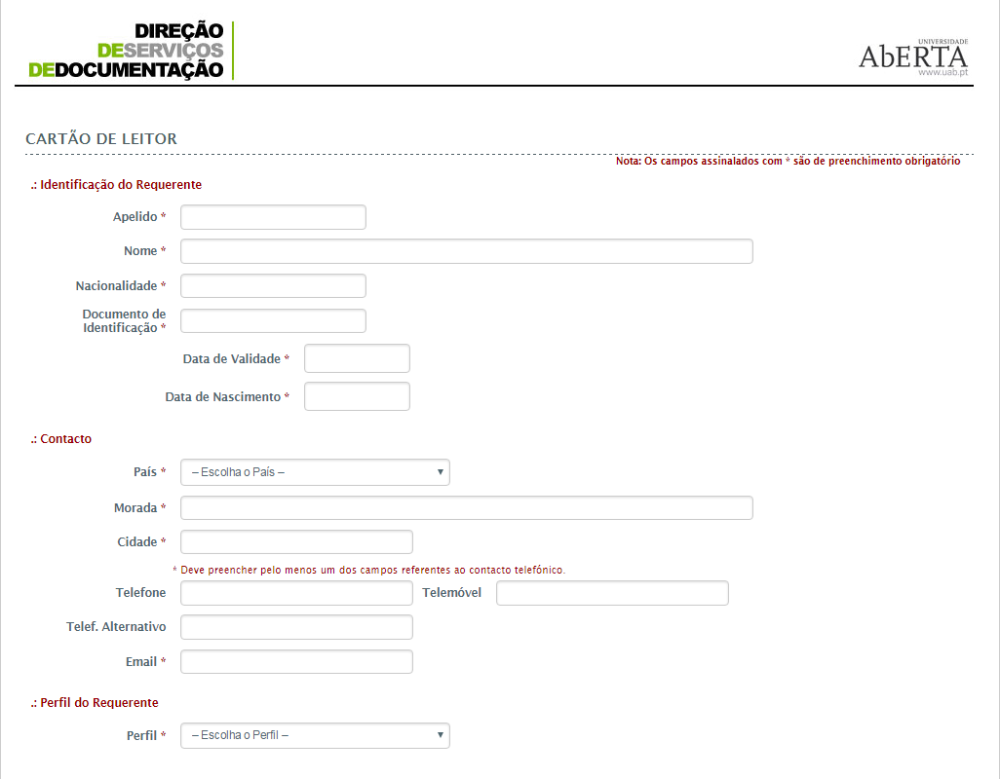 DIREÇÃO
DESERVIÇOS
DEDOCUMENTAÇÃO
UNIVERSIDADE
AbERTA
www.uab.pt
CARTÃO DE LEITOR
Nota: Os campos assinalados com * são de preenchimento obrigatório
.: Identificação do Requerente
Apelido *
Nome *
Nacionalidade *
Documento de
Identificação *
Data de Validade *
Data de Nascimento *
.: Contacto
País * – Escolha o País –
Morada *
Cidade *
* Deve preencher pelo menos um dos campos referentes ao contacto telefónico.
Telefone Telemóvel
Telef. Alternativo
Email *
.: Perfil do Requerente
Perfil * – Escolha o Perfil –